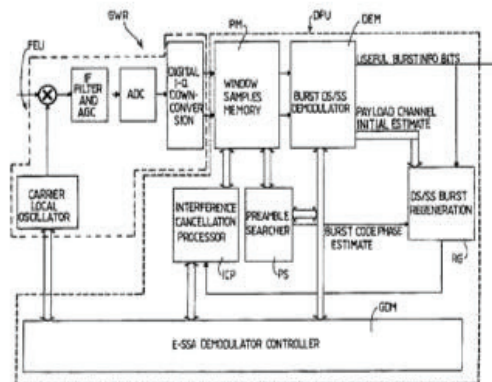 GWR
PM
DPU
DEM
FEU
IF
FILTER
AND
AGC
ADC
DIGITAL
I-Q
DOWN-
CONVER
SION
WINDOW
SAMPLES
MEMORY
BURST DS/SS
DEMODULATOR
USEFUL BURST INFO BITS
PAYLOAD CHANNEL
INITIAL ESTIMATE
CARRIER
LOCAL
OSCILLATOR
INTERFERENCE
CANCELLATION
PROCESSOR
PREAMBLE
SEARCHER
DS/SS BURST
REGENERATION
BURST CODE PHASE
ESTIMATE
ICP
PS
RG
GDM
E-SSA DEMODULATOR CONTROLLER